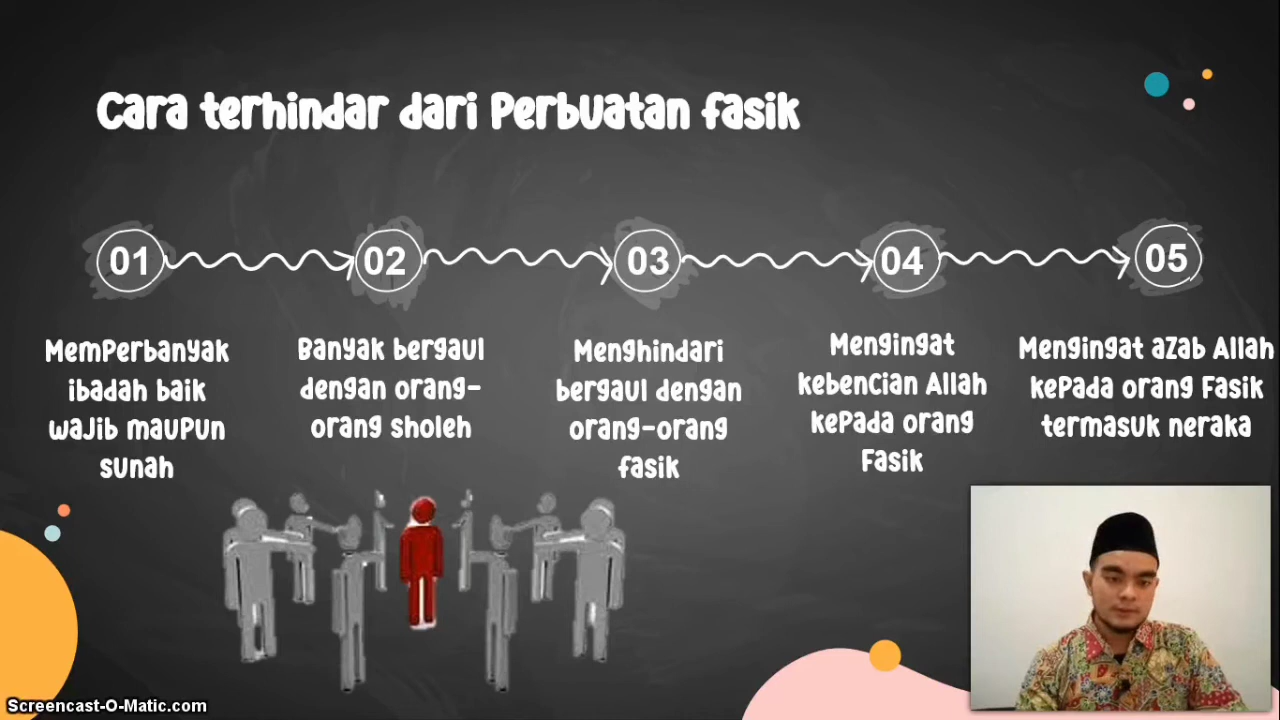 Cara terhindar dari Perbuatan fasik
01
02
03
04
05
Memperbanyak
ibadah baik
wajib maupun
sunah
Banyak bergaul
dengan orang-
orang sholeh
Menghindari
bergaul dengan
orang-orang
fasik
Mengingat
kebencian Allah
kepada orang
Fasik
Mengingat azab Allah
kepada orang Fasik
termasuk neraka
Screencast-O-Matic.com